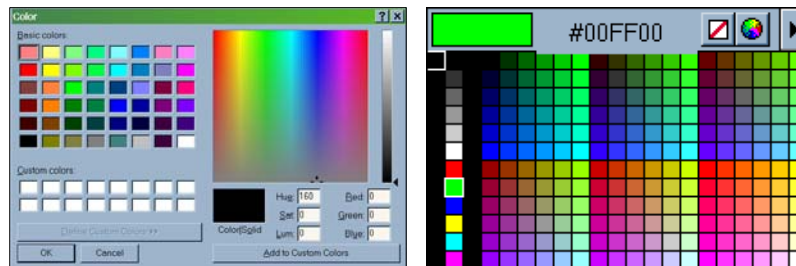 Color
Basic colors:
Custom colors:
Define Custom Colors >>
OK Cancel
Hue: 160 Red: 0
Sat: 0 Green: 0
Color|Solid Lum: 0 Blue: 0
Add to Custom Colors
#00FF00